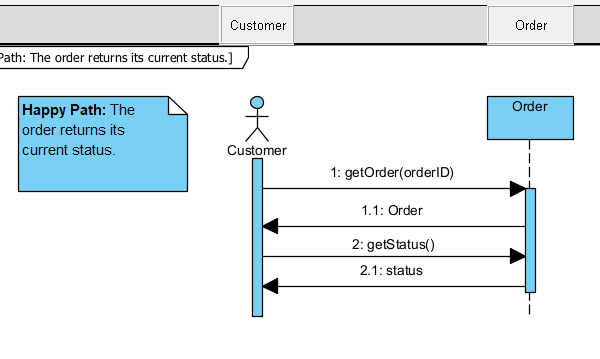 Customer
Order
Path: The order returns its current status.]
Happy Path: The
order returns its
current status.
Customer
Order
1: getOrder(orderID)
1.1: Order
2: getStatus()
2.1: status